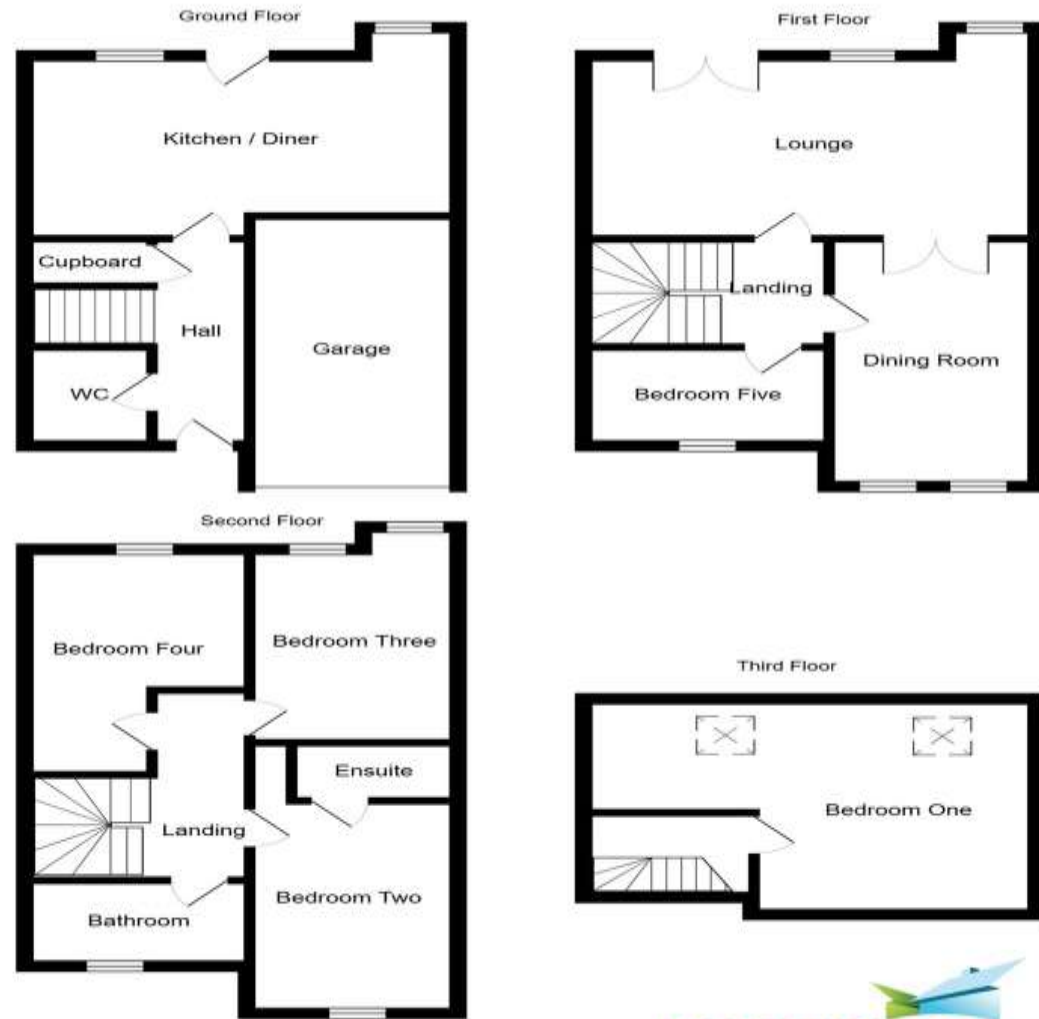 Ground Floor
Kitchen / Diner
Cupboard
Hall
Garage
WC
First Floor
Lounge
Landing
Dining Room
Bedroom Five
Second Floor
Bedroom Four
Bedroom Three
Ensuite
Landing
Bedroom Two
Bathroom
Third Floor
Bedroom One